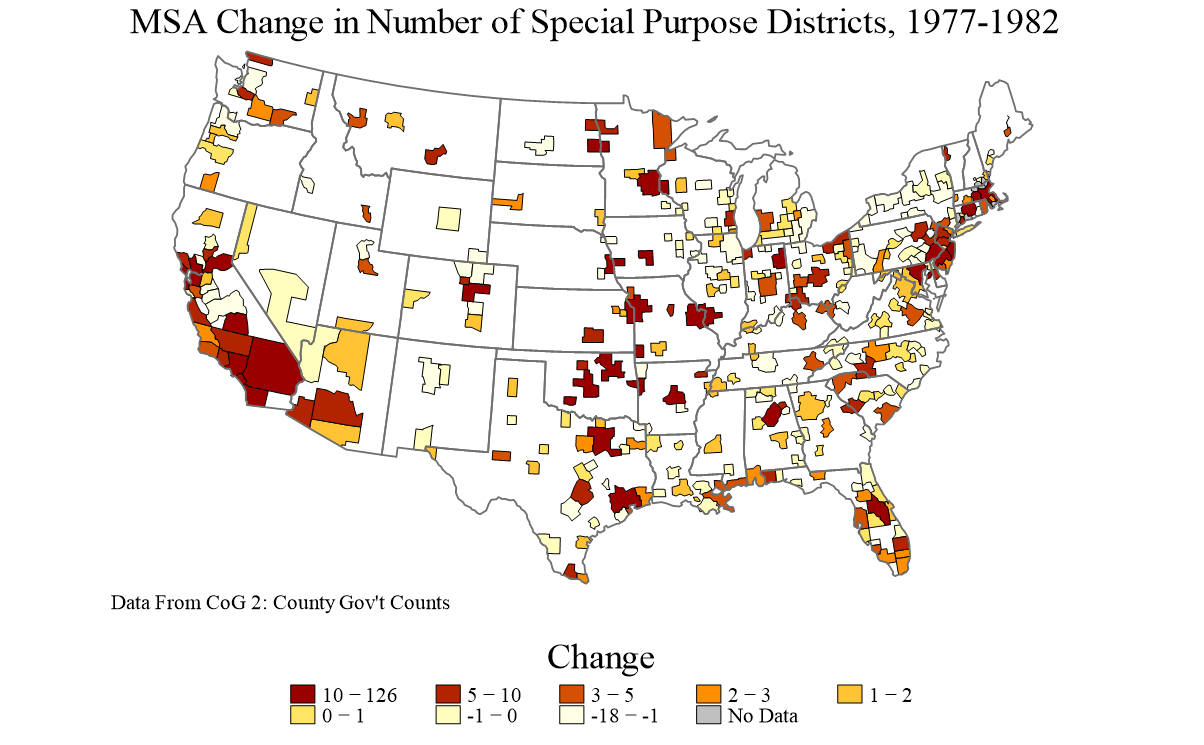 MSA Change in Number of Special Purpose Districts, 1977-1982
Data From CoG 2: County Gov't Counts
Change
10 − 126 5 − 10 3 − 5 2 − 3 1 − 2
0 − 1 -1 − 0 -18 − -1 No Data